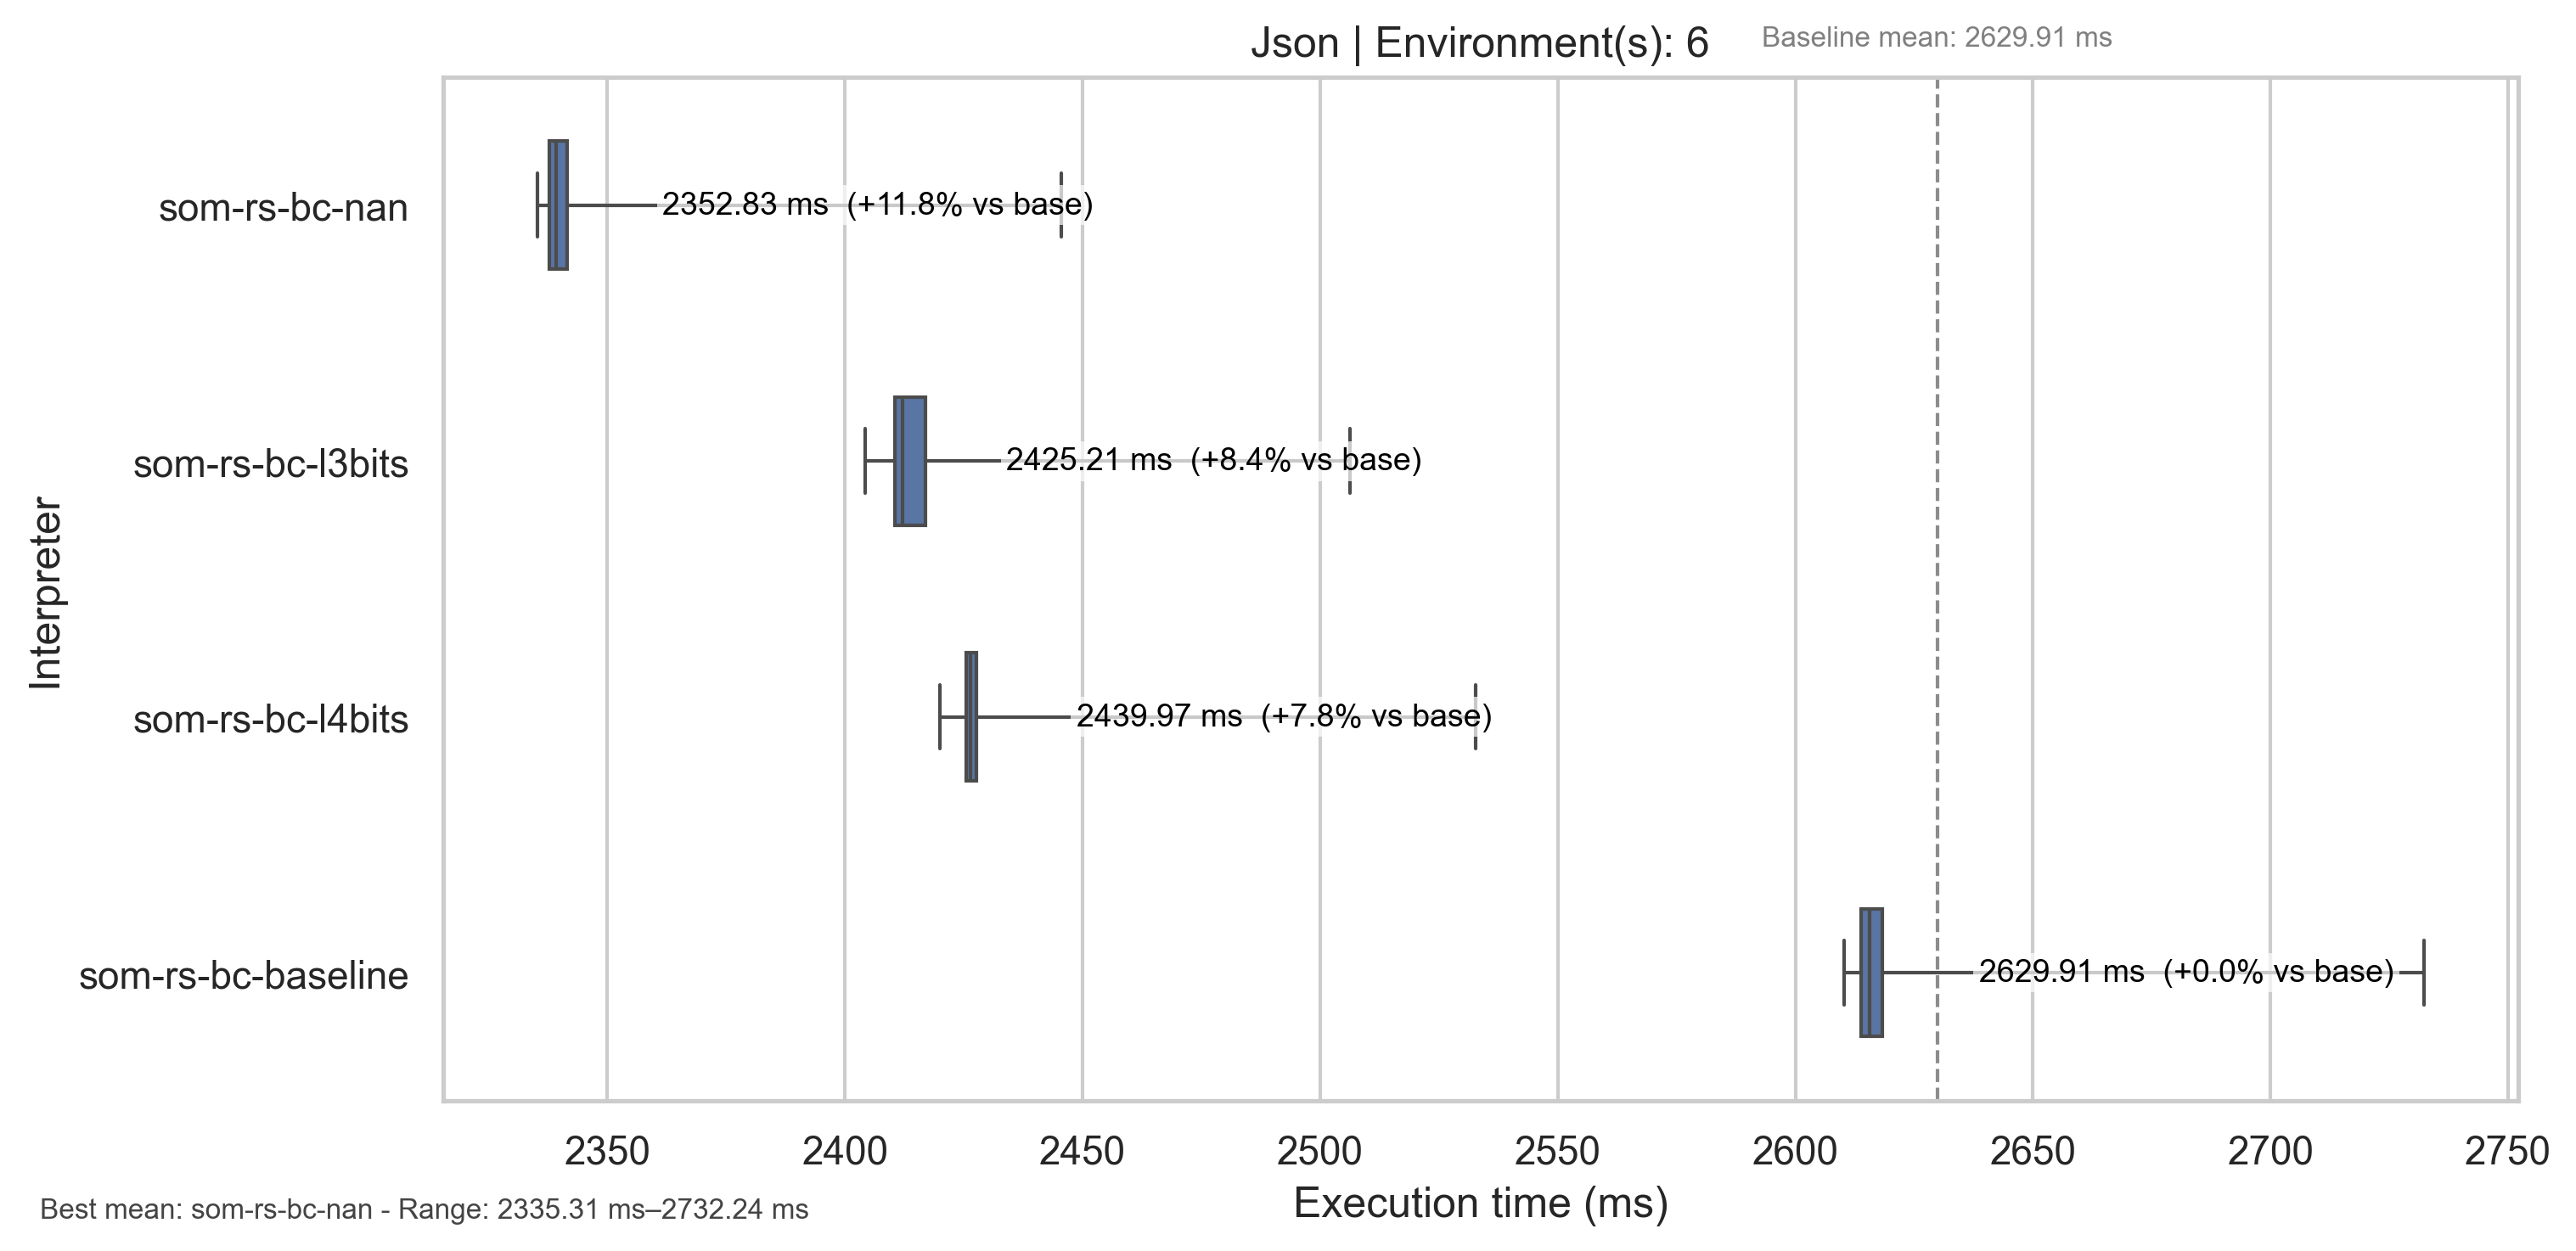 Json | Environment(s): 6
Baseline mean: 2629.91 ms
Interpreter
som-rs-bc-nan
2352.83 ms (+11.8% vs base)
som-rs-bc-l3bits
2425.21 ms (+8.4% vs base)
som-rs-bc-l4bits
2439.97 ms (+7.8% vs base)
som-rs-bc-baseline
2629.91 ms (+0.0% vs base)
2350 2400 2450 2500 2550 2600 2650 2700 2750
Execution time (ms)
Best mean: som-rs-bc-nan - Range: 2335.31 ms–2732.24 ms